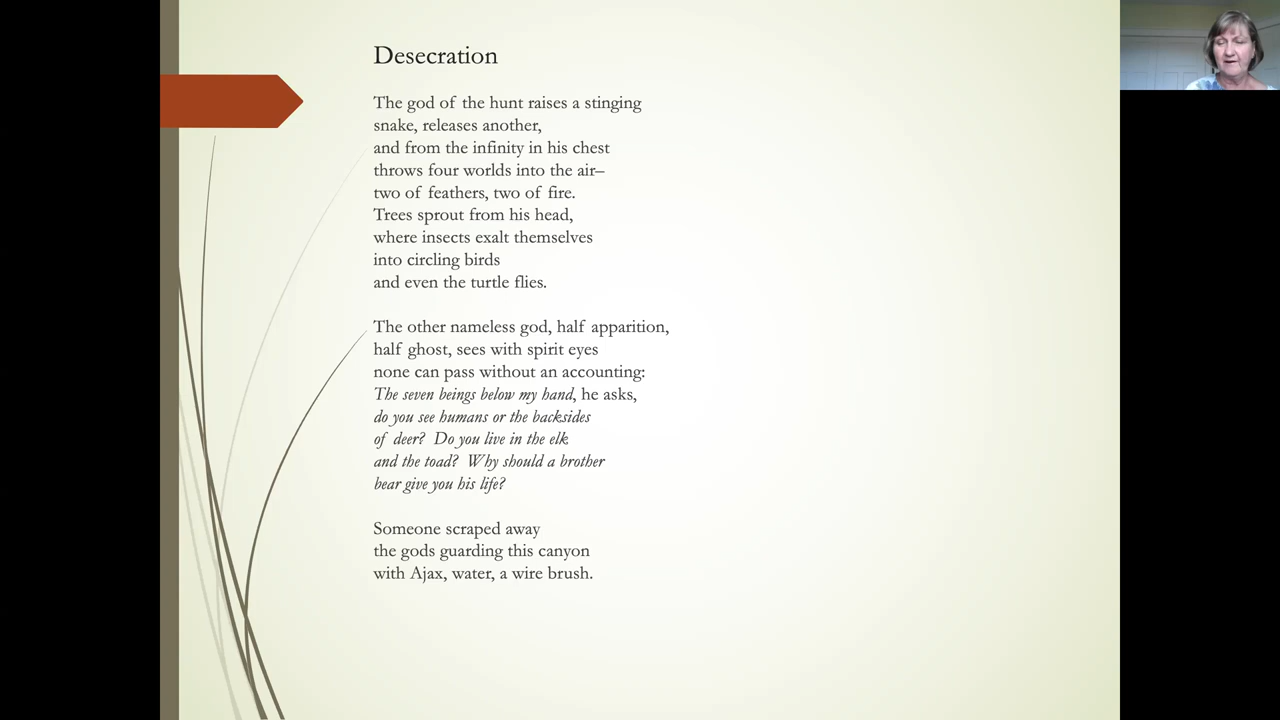 Desecration
The god of the hunt raises a stinging
snake, releases another,
and from the infinity in his chest
throws four worlds into the air–
two of feathers, two of fire.
Trees sprout from his head,
where insects exalt themselves
into circling birds
and even the turtle flies.
The other nameless god, half apparition,
half ghost, sees with spirit eyes
none can pass without an accounting:
The seven beings below my hand, he asks,
do you see humans or the backsides
of deer? Do you live in the elk
and the toad? Why should a brother
bear give you his life?
Someone scraped away
the gods guarding this canyon
with Ajax, water, a wire brush.